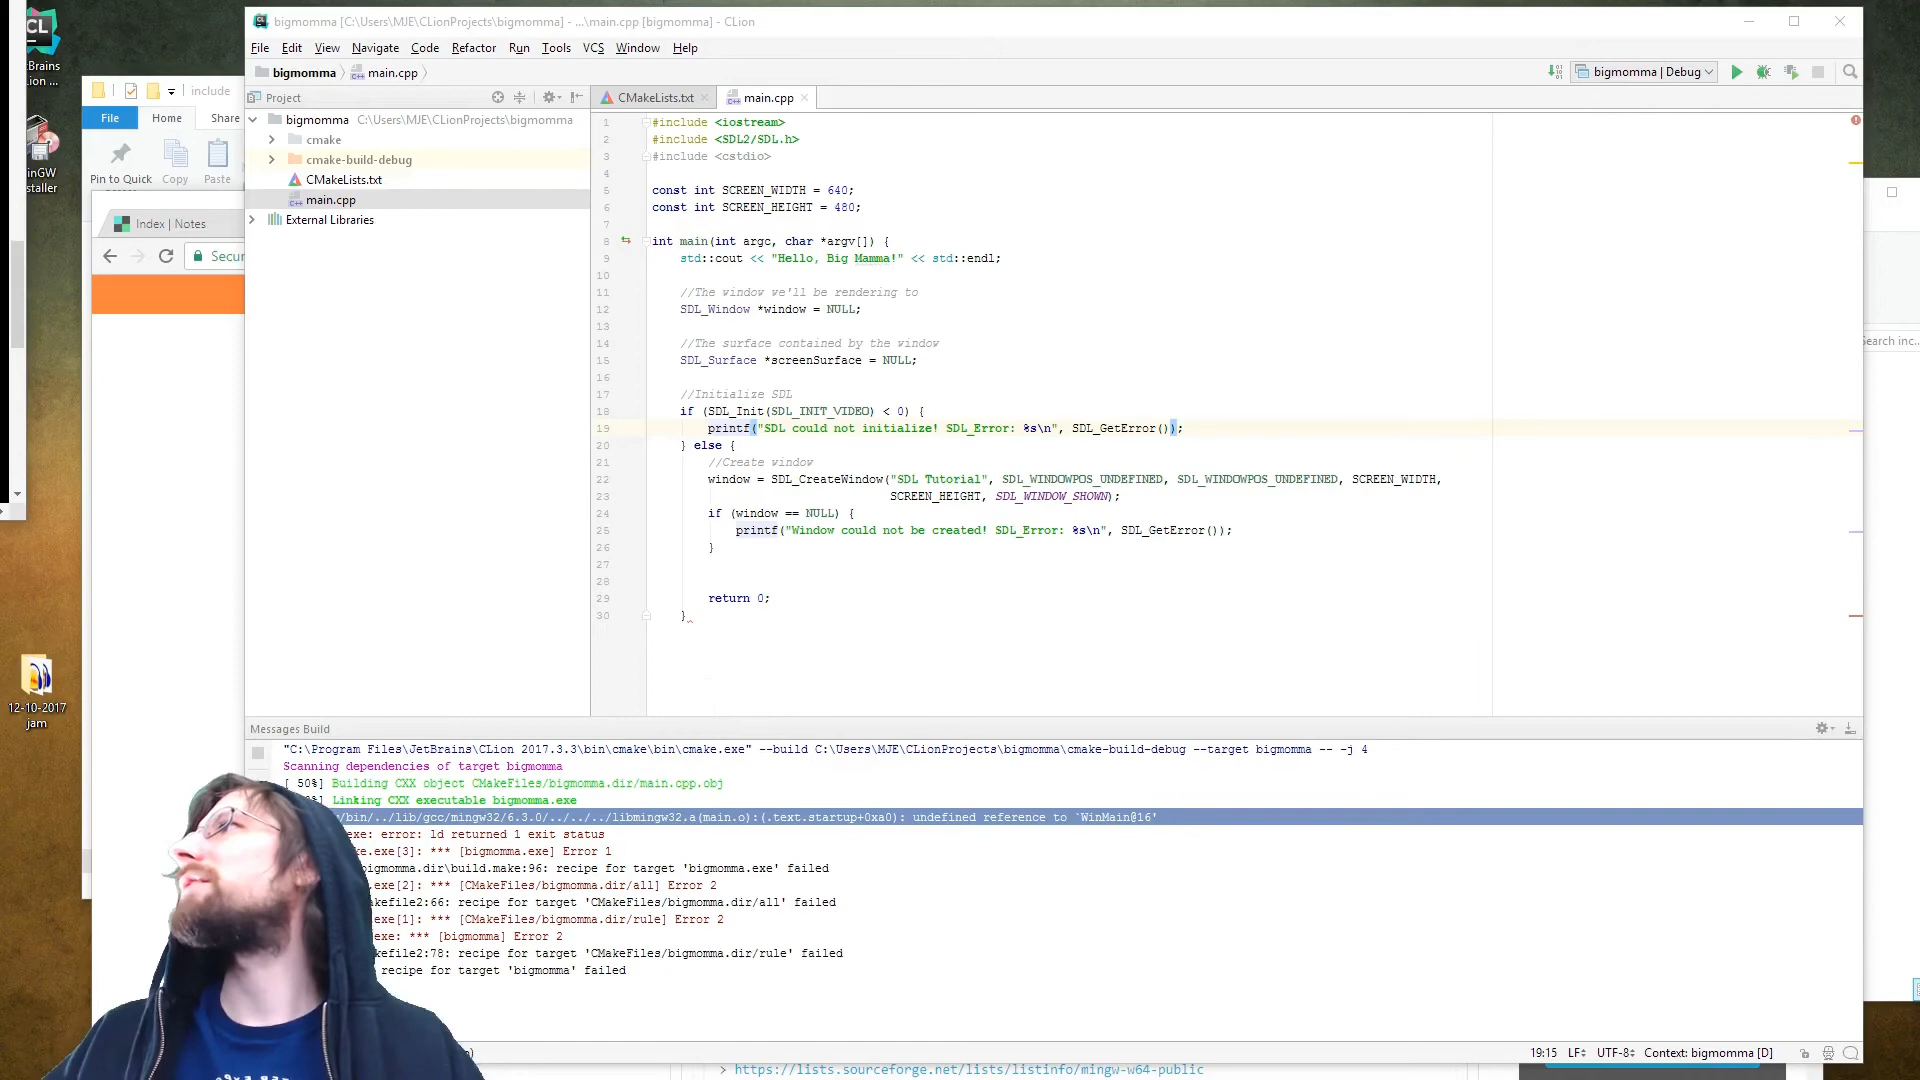 CL
JetBrains
Lion ...
inGW
staller
12-10-2017
jam
include
File
Home
Share
Pin to Quick
Copy
Paste
Index | Notes
Secur
bigmomma [C:\Users\MJE\CLionProjects\bigmomma] - ...\main.cpp [bigmomma] - CLion
File Edit View Navigate Code Refactor Run Tools VCS Window Help
bigmomma
main.cpp
bigmomma | Debug
Project
CMakeLists.txt
main.cpp
bigmomma C:\Users\MJE\CLionProjects\bigmomma
cmake
cmake-build-debug
CMakeLists.txt
main.cpp
External Libraries
1 #include <iostream>
2 #include <SDL2/SDL.h>
3 #include <cstdio>
4
5 const int SCREEN_WIDTH = 640;
6 const int SCREEN_HEIGHT = 480;
7
8 int main(int argc, char *argv[]) {
9 std::cout << "Hello, Big Mamma!" << std::endl;
10
11 //The window we'll be rendering to
12 SDL_Window *window = NULL;
13
14 //The surface contained by the window
15 SDL_Surface *screenSurface = NULL;
16
17 //Initialize SDL
18 if (SDL_Init(SDL_INIT_VIDEO) < 0) {
19 printf("SDL could not initialize! SDL_Error: %s\n", SDL_GetError());
20 } else {
21 //Create window
22 window = SDL_CreateWindow("SDL Tutorial", SDL_WINDOWPOS_UNDEFINED, SDL_WINDOWPOS_UNDEFINED, SCREEN_WIDTH,
23 SCREEN_HEIGHT, SDL_WINDOW_SHOWN);
24 if (window == NULL) {
25 printf("Window could not be created! SDL_Error: %s\n", SDL_GetError());
26 }
27
28
29 return 0;
30 }
Search inc...
Messages Build
"C:\Program Files\JetBrains\CLion 2017.3.3\bin\cmake\bin\cmake.exe" --build C:\Users\MJE\CLionProjects\bigmomma\cmake-build-debug --target bigmomma -- -j 4
Scanning dependencies of target bigmomma
[ 50%] Building CXX object CMakeFiles/bigmomma.dir/main.cpp.obj
%] Linking CXX executable bigmomma.exe
/bin/../lib/gcc/mingw32/6.3.0/../../../libmingw32.a(main.o):(.text.startup+0xa0): undefined reference to `WinMain@16'
exe: error: ld returned 1 exit status
ke.exe[3]: *** [bigmomma.exe] Error 1
bigmomma.dir\build.make:96: recipe for target 'bigmomma.exe' failed
.exe[2]: *** [CMakeFiles/bigmomma.dir/all] Error 2
kefile2:66: recipe for target 'CMakeFiles/bigmomma.dir/all' failed
.exe[1]: *** [CMakeFiles/bigmomma.dir/rule] Error 2
exe: *** [bigmomma] Error 2
kefile2:78: recipe for target 'CMakeFiles/bigmomma.dir/rule' failed
recipe for target 'bigmomma' failed
19:15 LF UTF-8 Context: bigmomma [D]
https://lists.sourceforge.net/lists/listinfo/mingw-w64-public